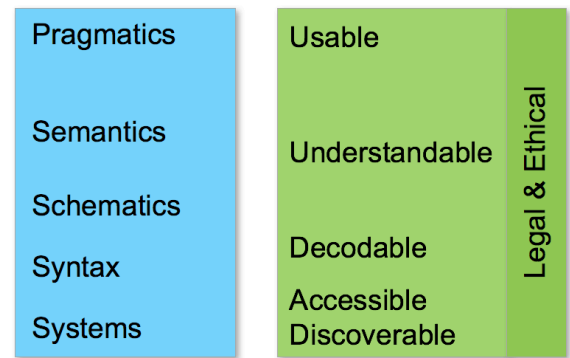 Pragmatics
Semantics
Schematics
Syntax
Systems
Usable
Understandable
Decodable
Accessible
Discoverable
Legal & Ethical